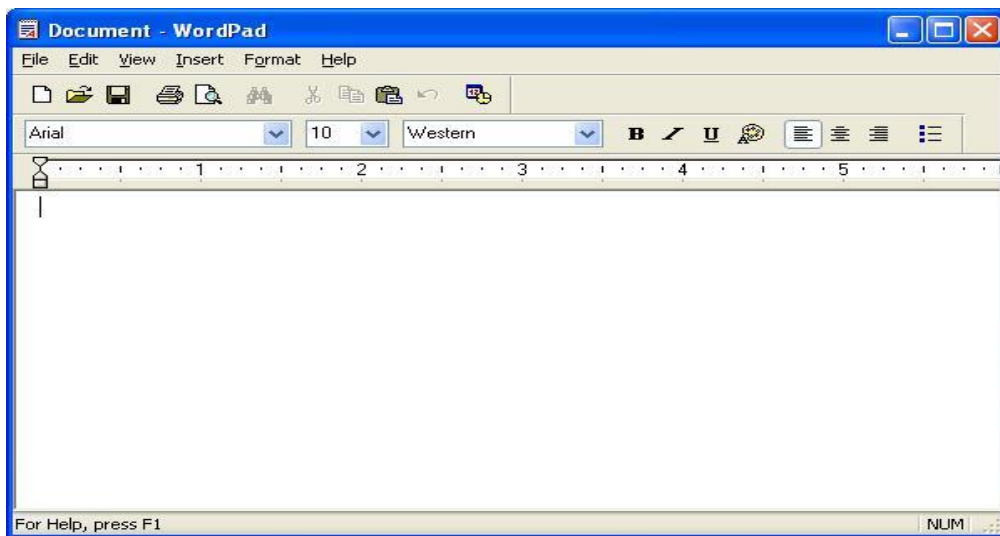 Document - WordPad
File Edit View Insert Format Help
Arial 10 Western B I U
1 2 3 4 5
For Help, press F1 NUM